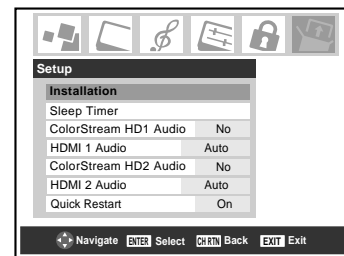 Setup
Installation
Sleep Timer
ColorStream HD1 Audio No
HDMI 1 Audio Auto
ColorStream HD2 Audio No
HDMI 2 Audio Auto
Quick Restart On
Navigate ENTER Select CH RTN Back EXIT Exit